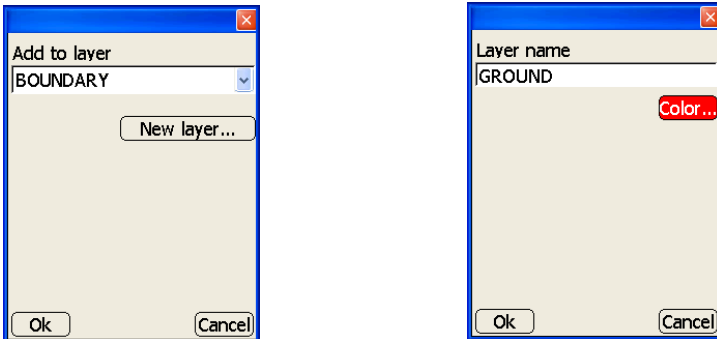 Add to layer
BOUNDARY
New layer...
Ok
Cancel
Layer name
GROUND
Color...
Ok
Cancel